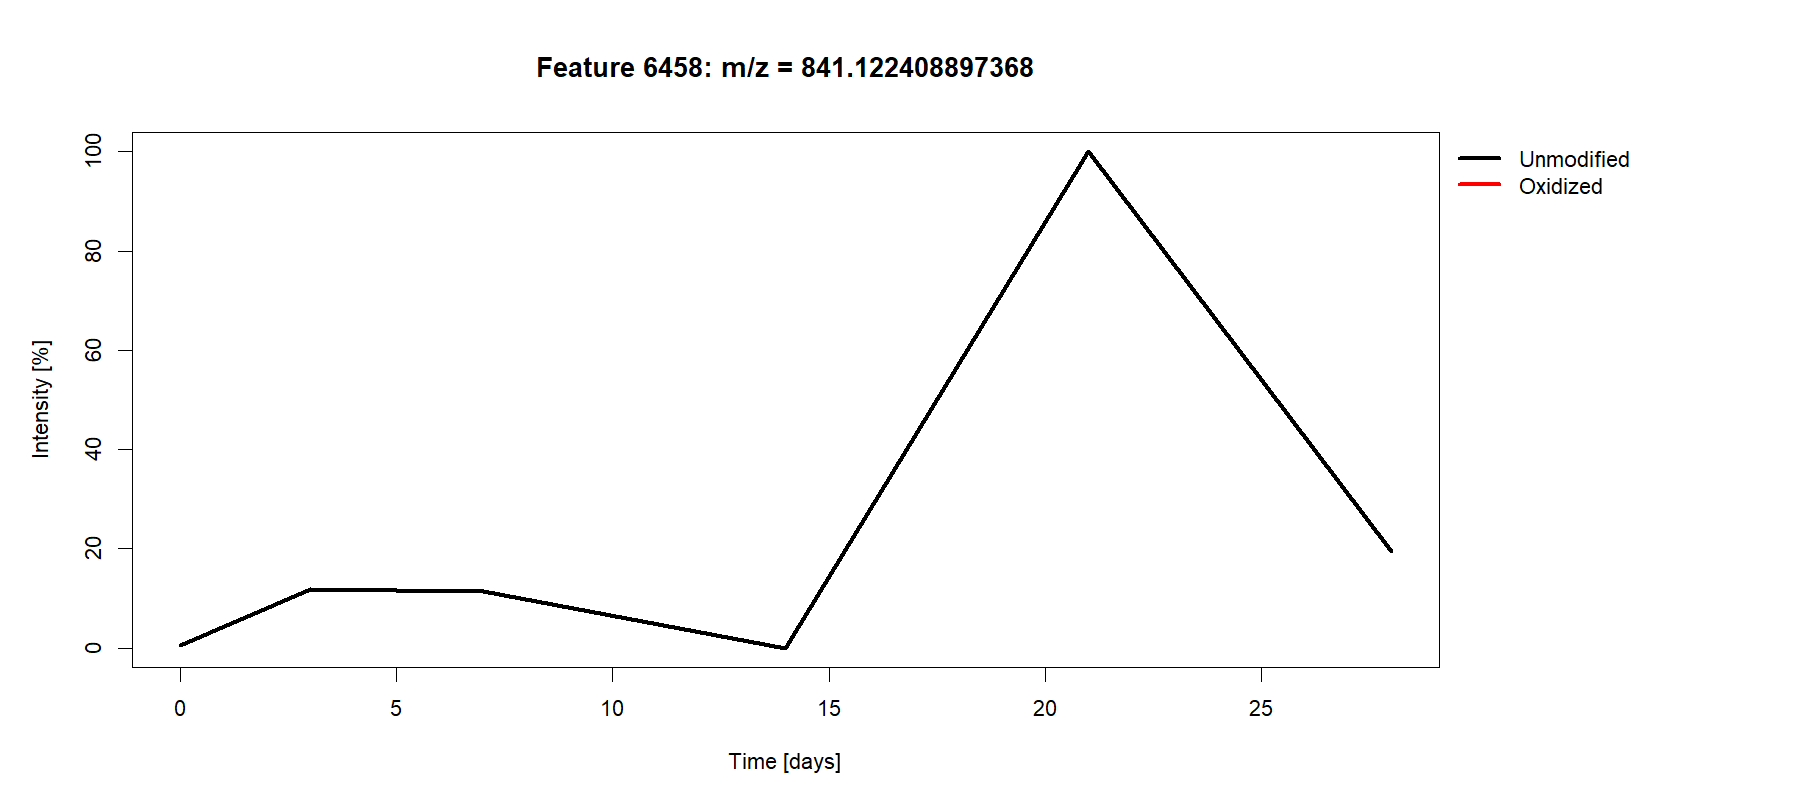 Feature 6458: m/z = 841.122408897368
Unmodified
Oxidized
Intensity [%]
100
80
60
40
20
0
0 5 10 15 20 25
Time [days]